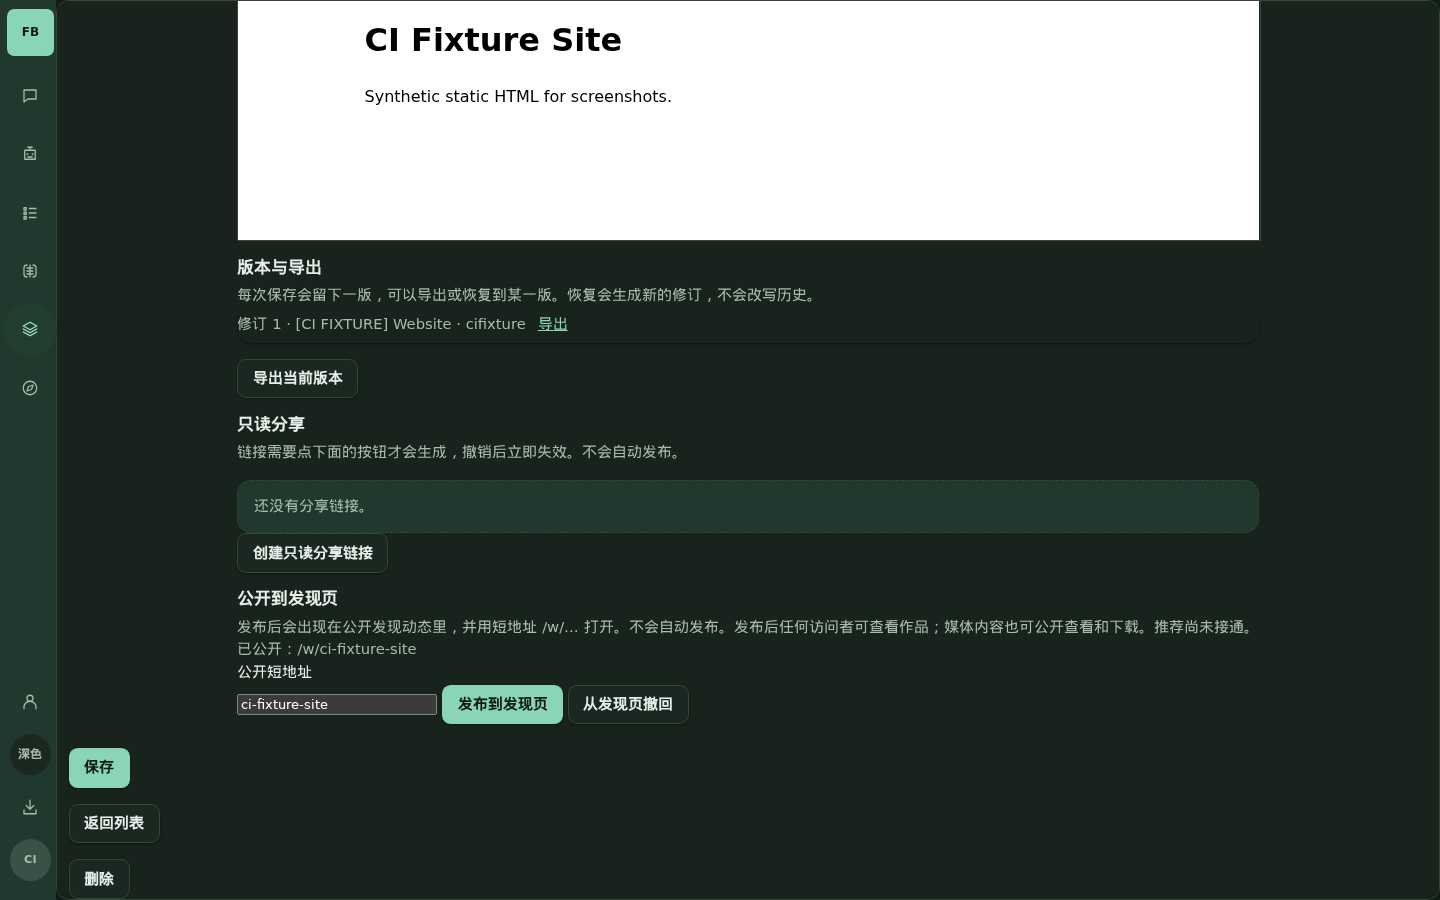 FB
CI Fixture Site
Synthetic static HTML for screenshots.
版本与导出
每次保存会留下一版，可以导出或恢复到某一版。恢复会生成新的修订，不会改写历史。
修订 1 · [CI FIXTURE] Website · cifixture 导出
导出当前版本
只读分享
链接需要点下面的按钮才会生成，撤销后立即失效。不会自动发布。
还没有分享链接。
创建只读分享链接
公开到发现页
发布后会出现在公开发现动态里，并用短地址 /w/… 打开。不会自动发布。发布后任何访问者可查看作品；媒体内容也可公开查看和下载。推荐尚未接通。
已公开：/w/ci-fixture-site
公开短地址
ci-fixture-site 发布到发现页 从发现页撤回
深色
保存
返回列表
CI
删除